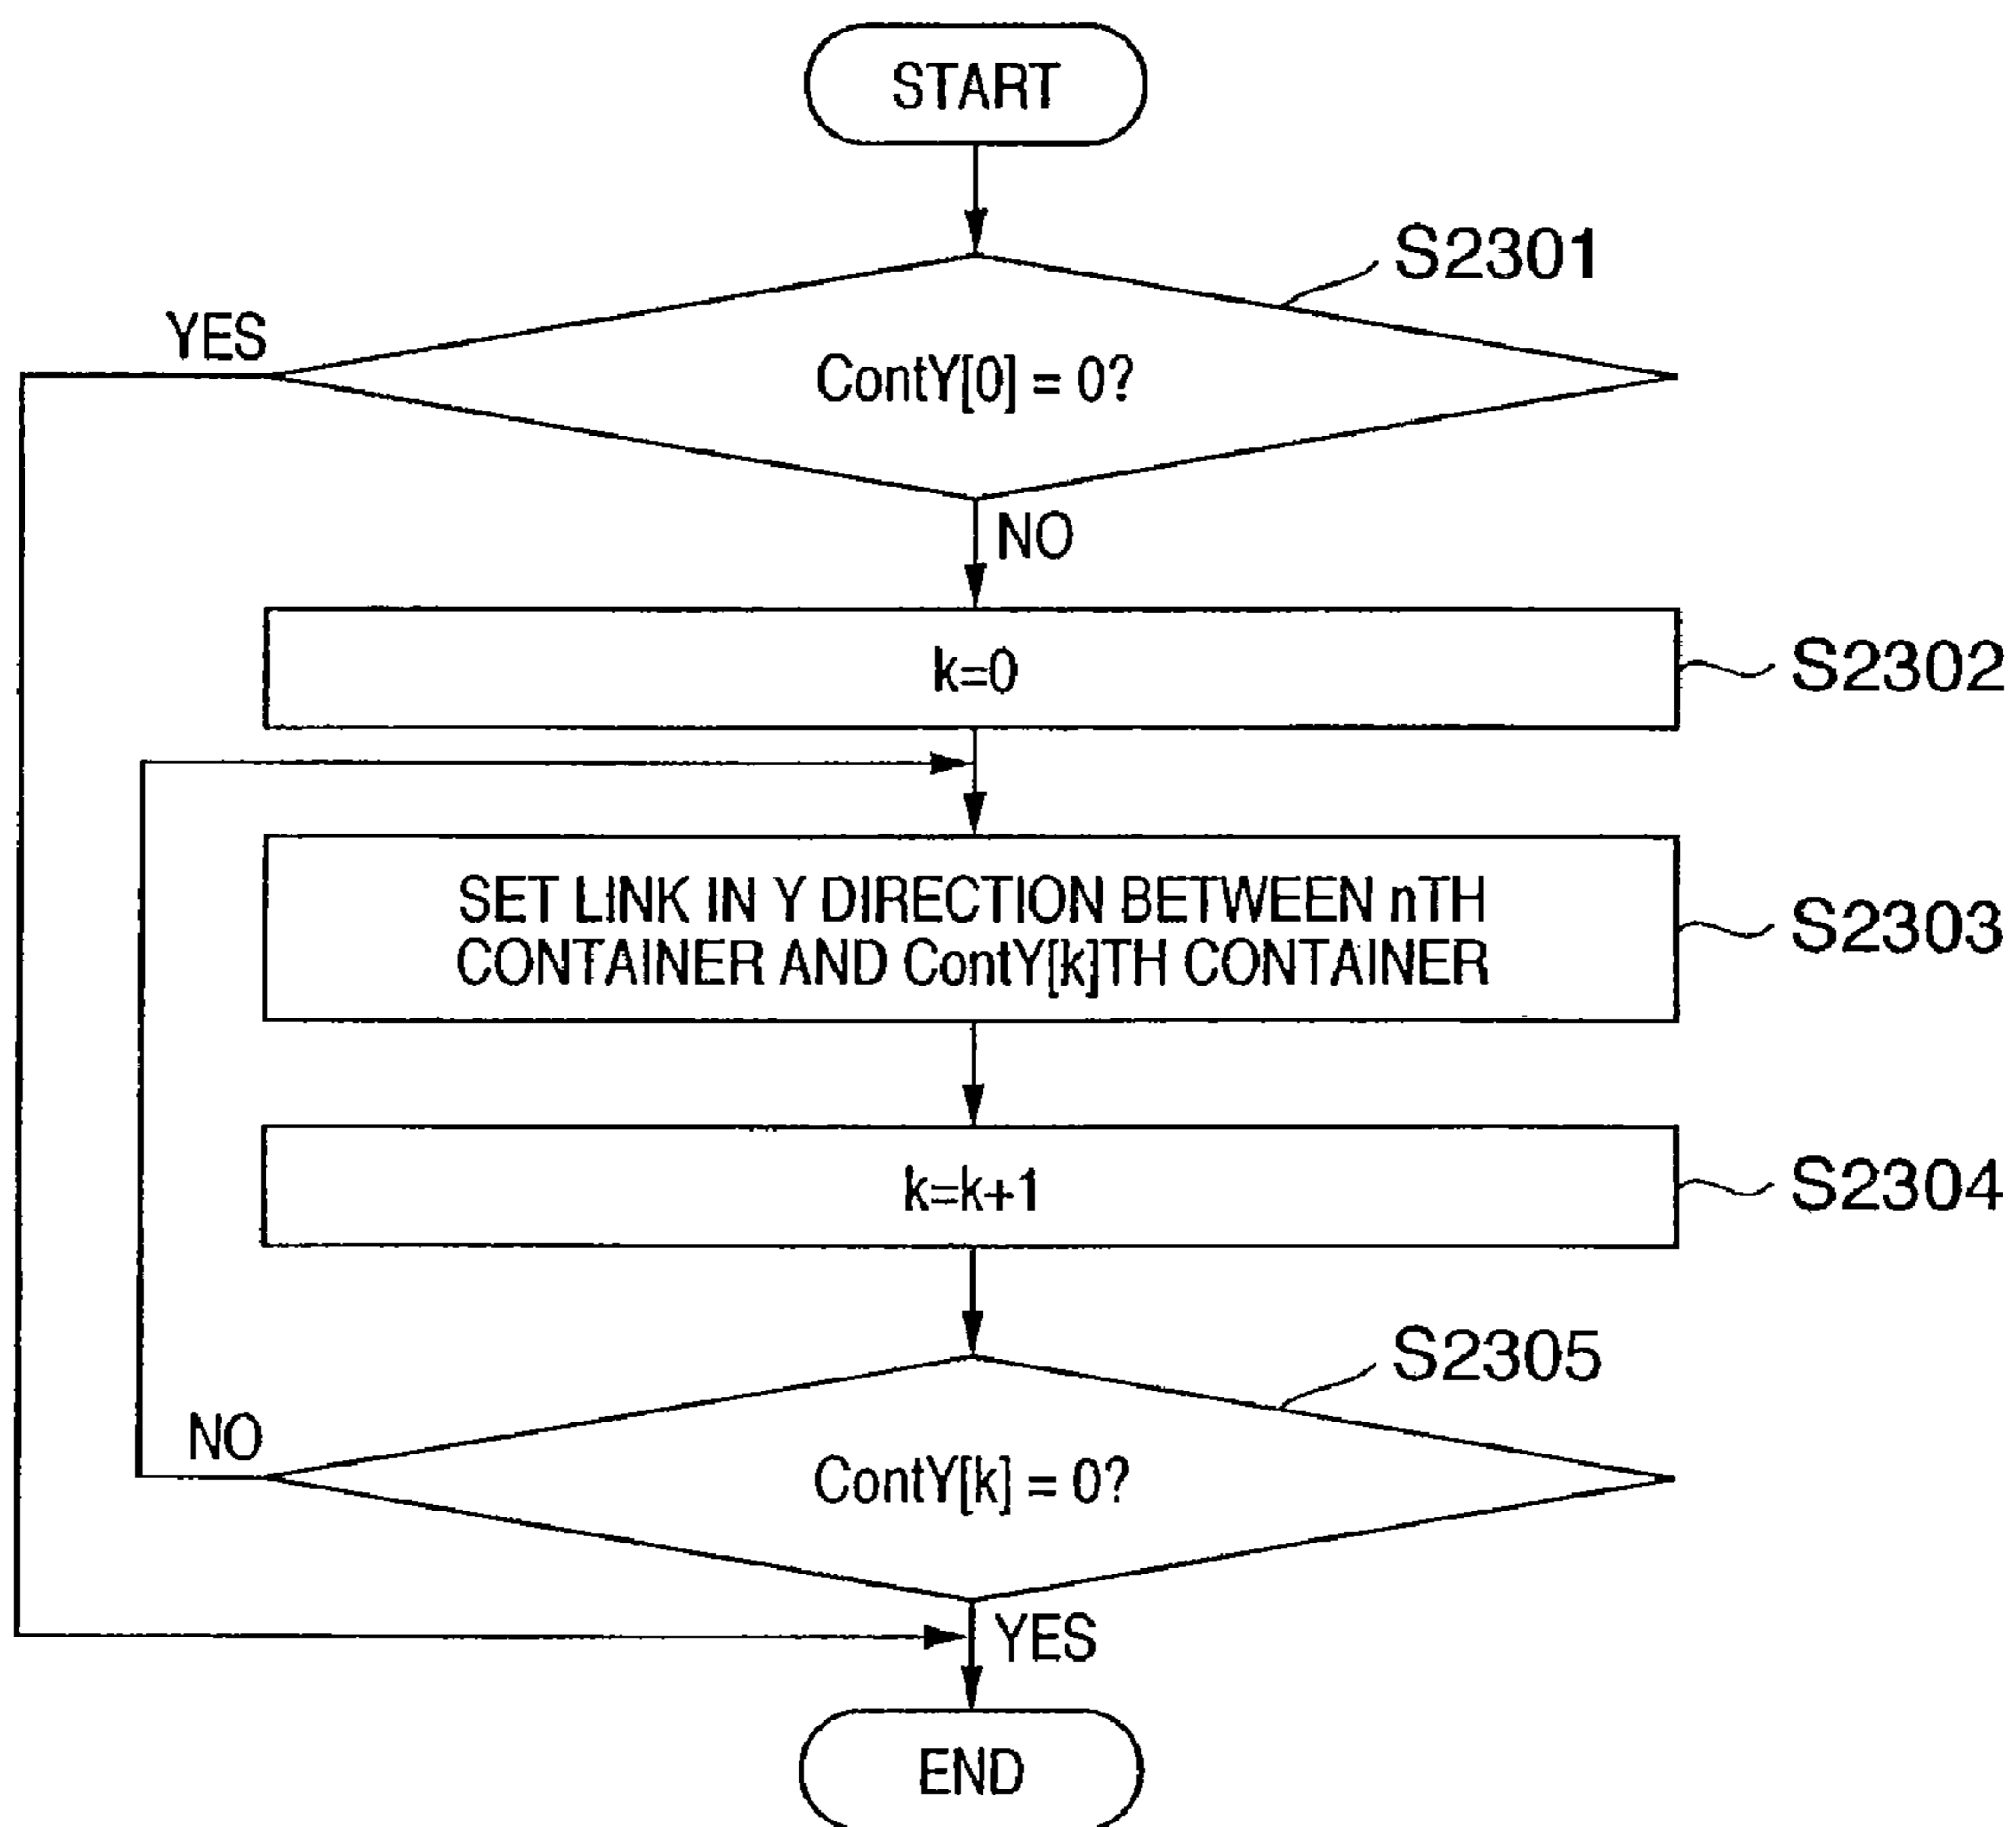 START
S2301
YES
ContY[0] = 0?
NO
k=0
S2302
SET LINK IN Y DIRECTION BETWEEN nTH
CONTAINER AND ContY[k]TH CONTAINER
S2303
k=k+1
S2304
S2305
NO
ContY[k] = 0?
YES
END